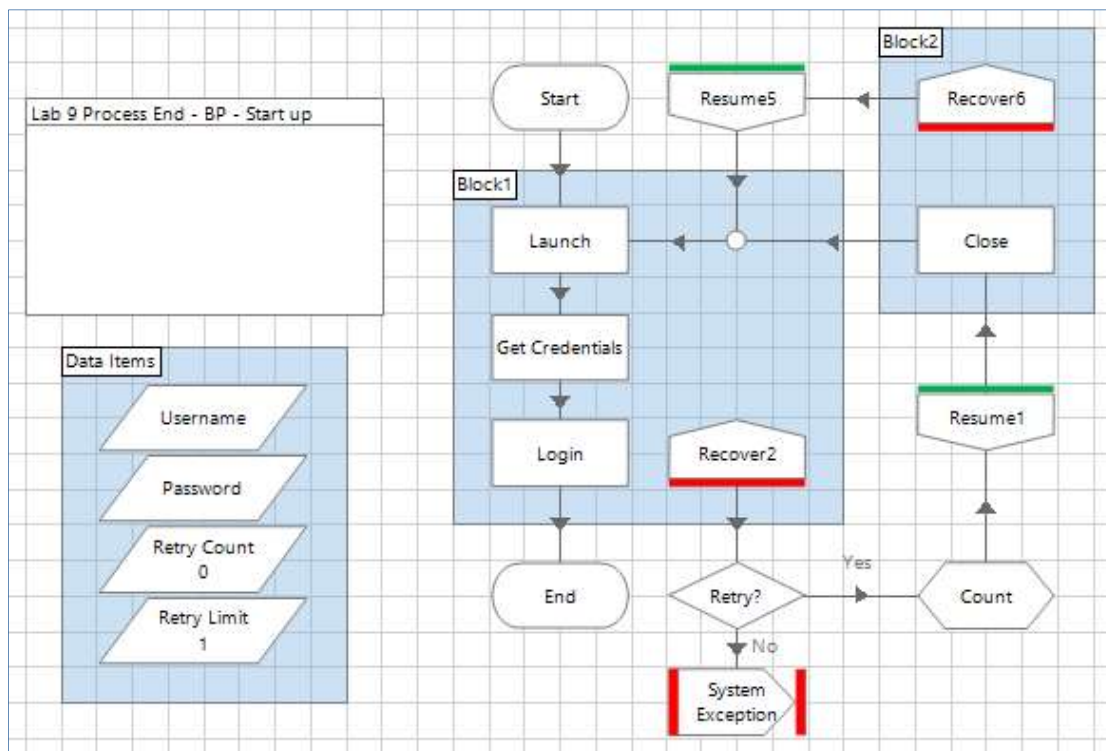 Lab 9 Process End - BP - Start up
Data Items
Username
Password
Retry Count
0
Retry Limit
1
Start
Block1
Launch
Get Credentials
Login
End
Resume5
Recover2
Retry?
Yes
No
System
Exception
Block2
Recover6
Close
Resume1
Count